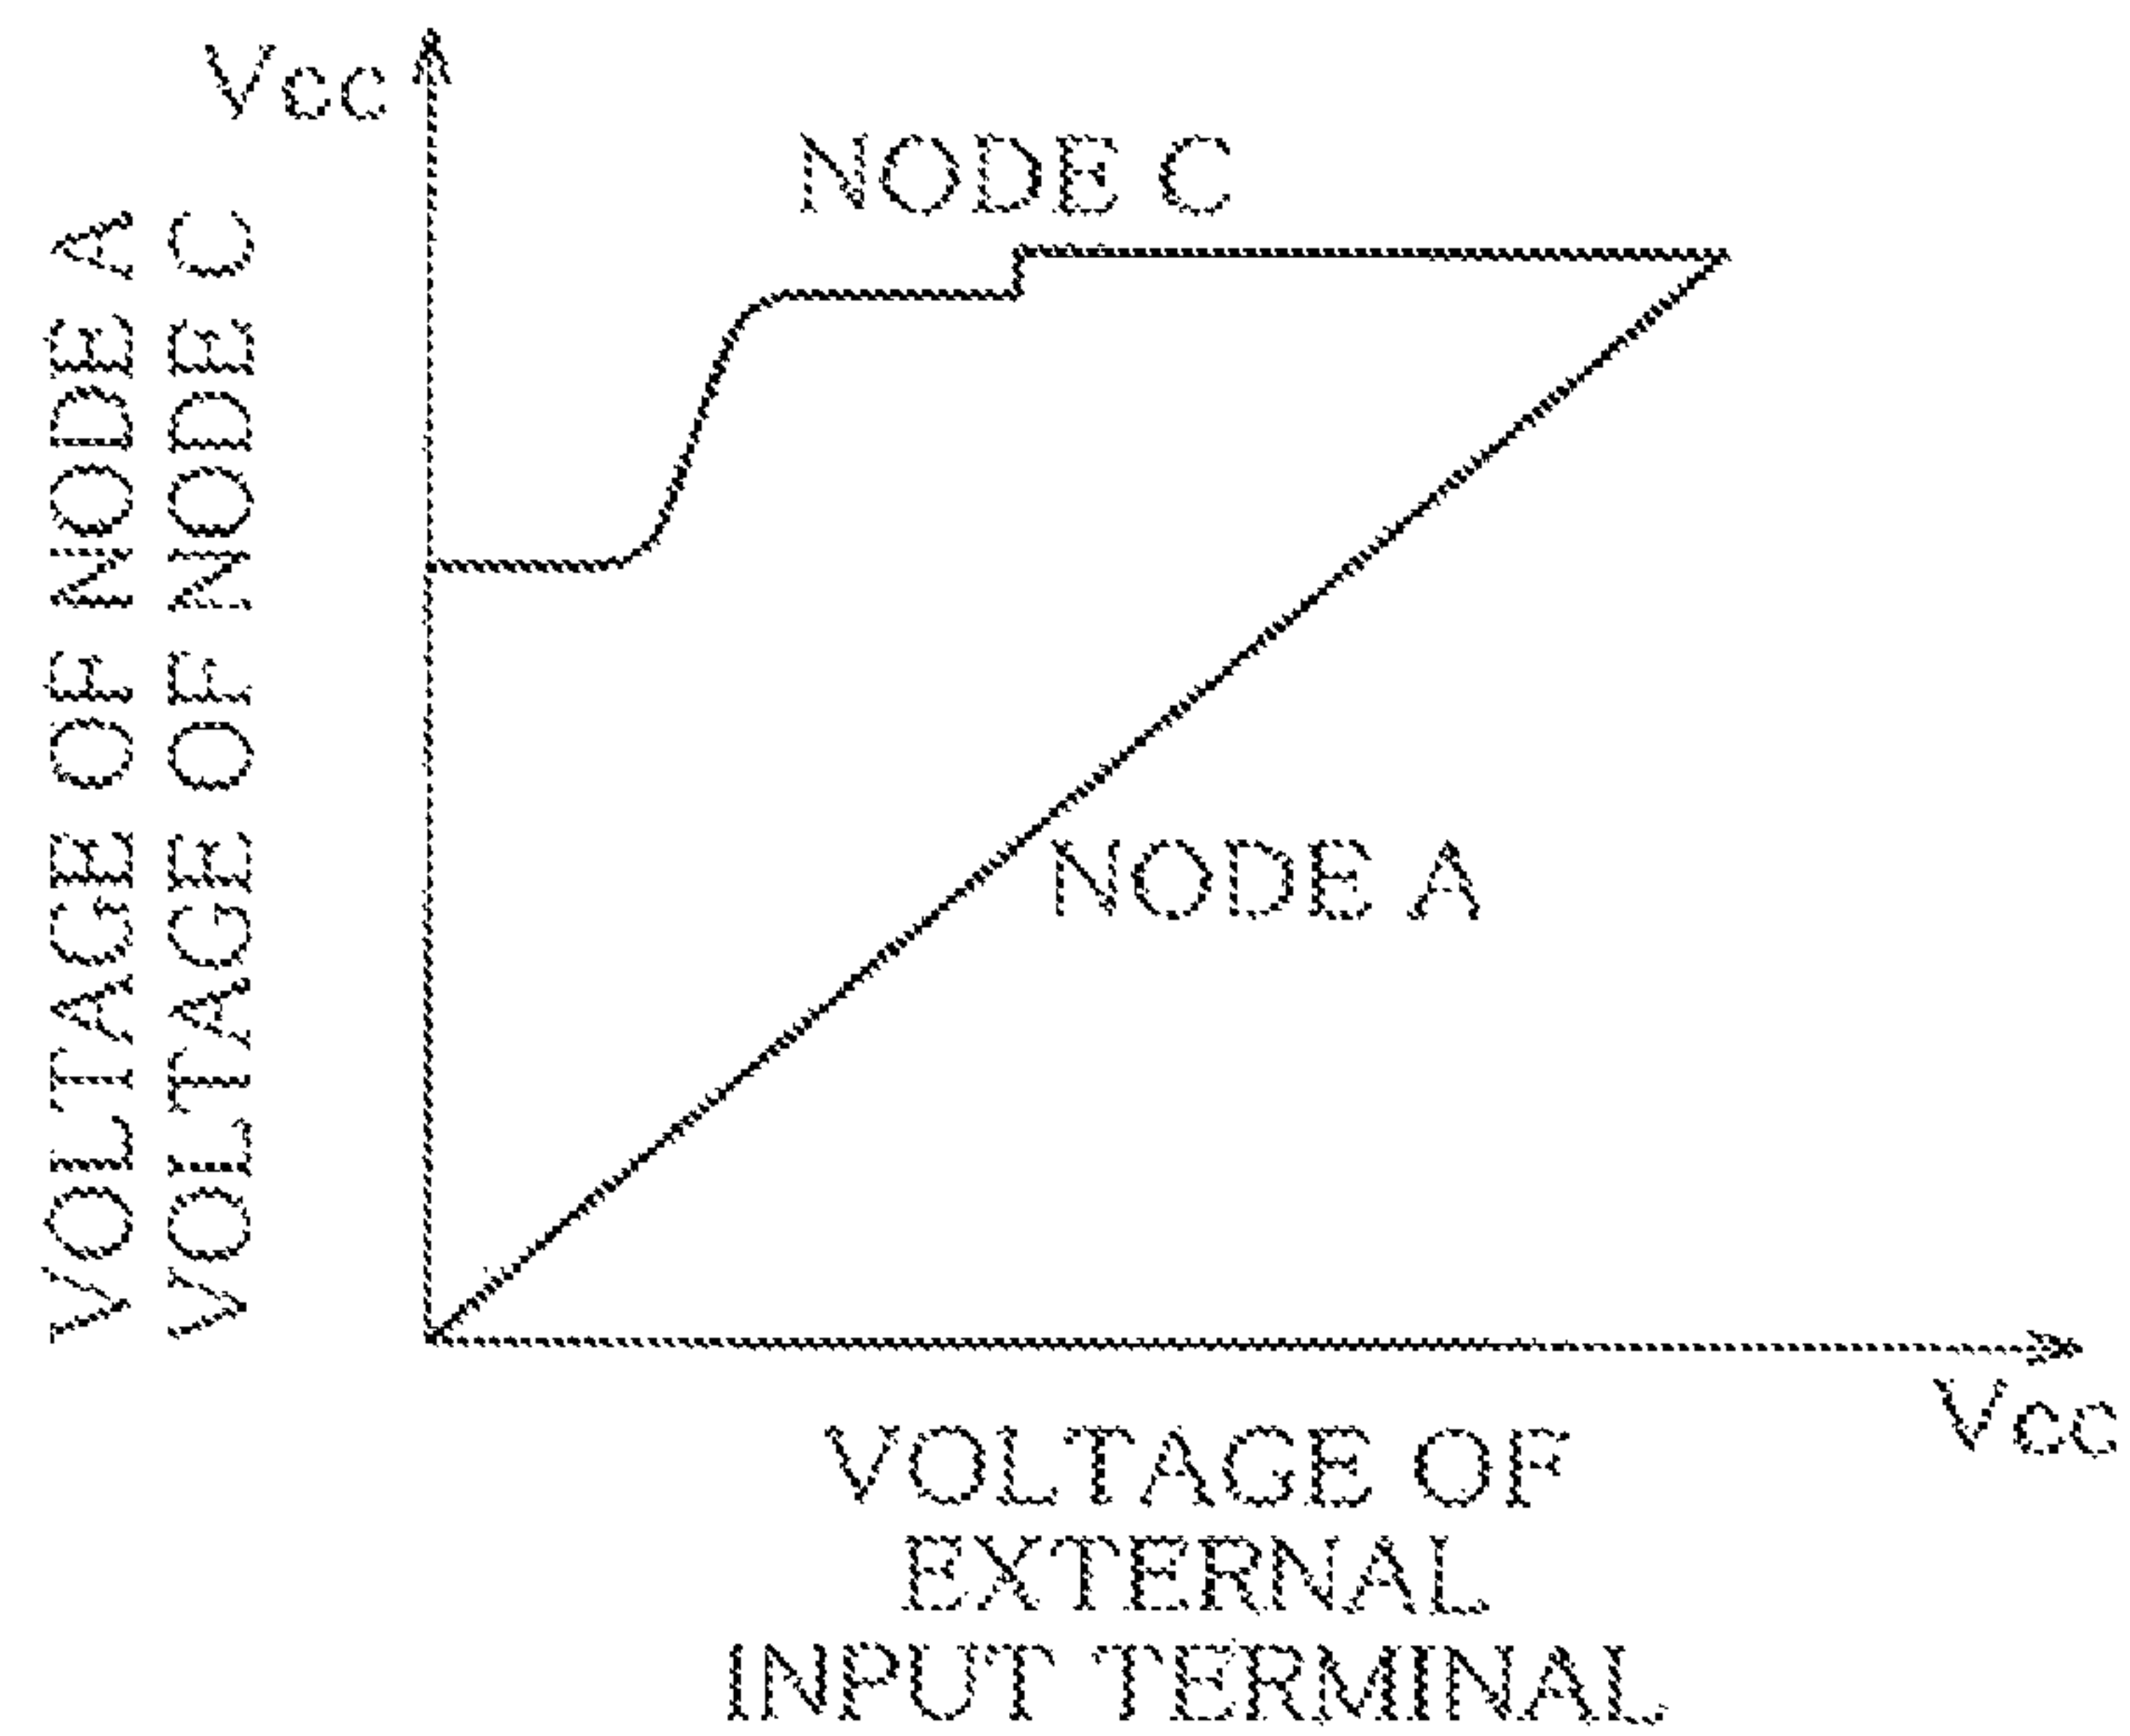 Vcc
NODE C
VOLTAGE OF NODE A
VOLTAGE OF NODE C
NODE A
Vcc
VOLTAGE OF
EXTERNAL
INPUT TERMINAL